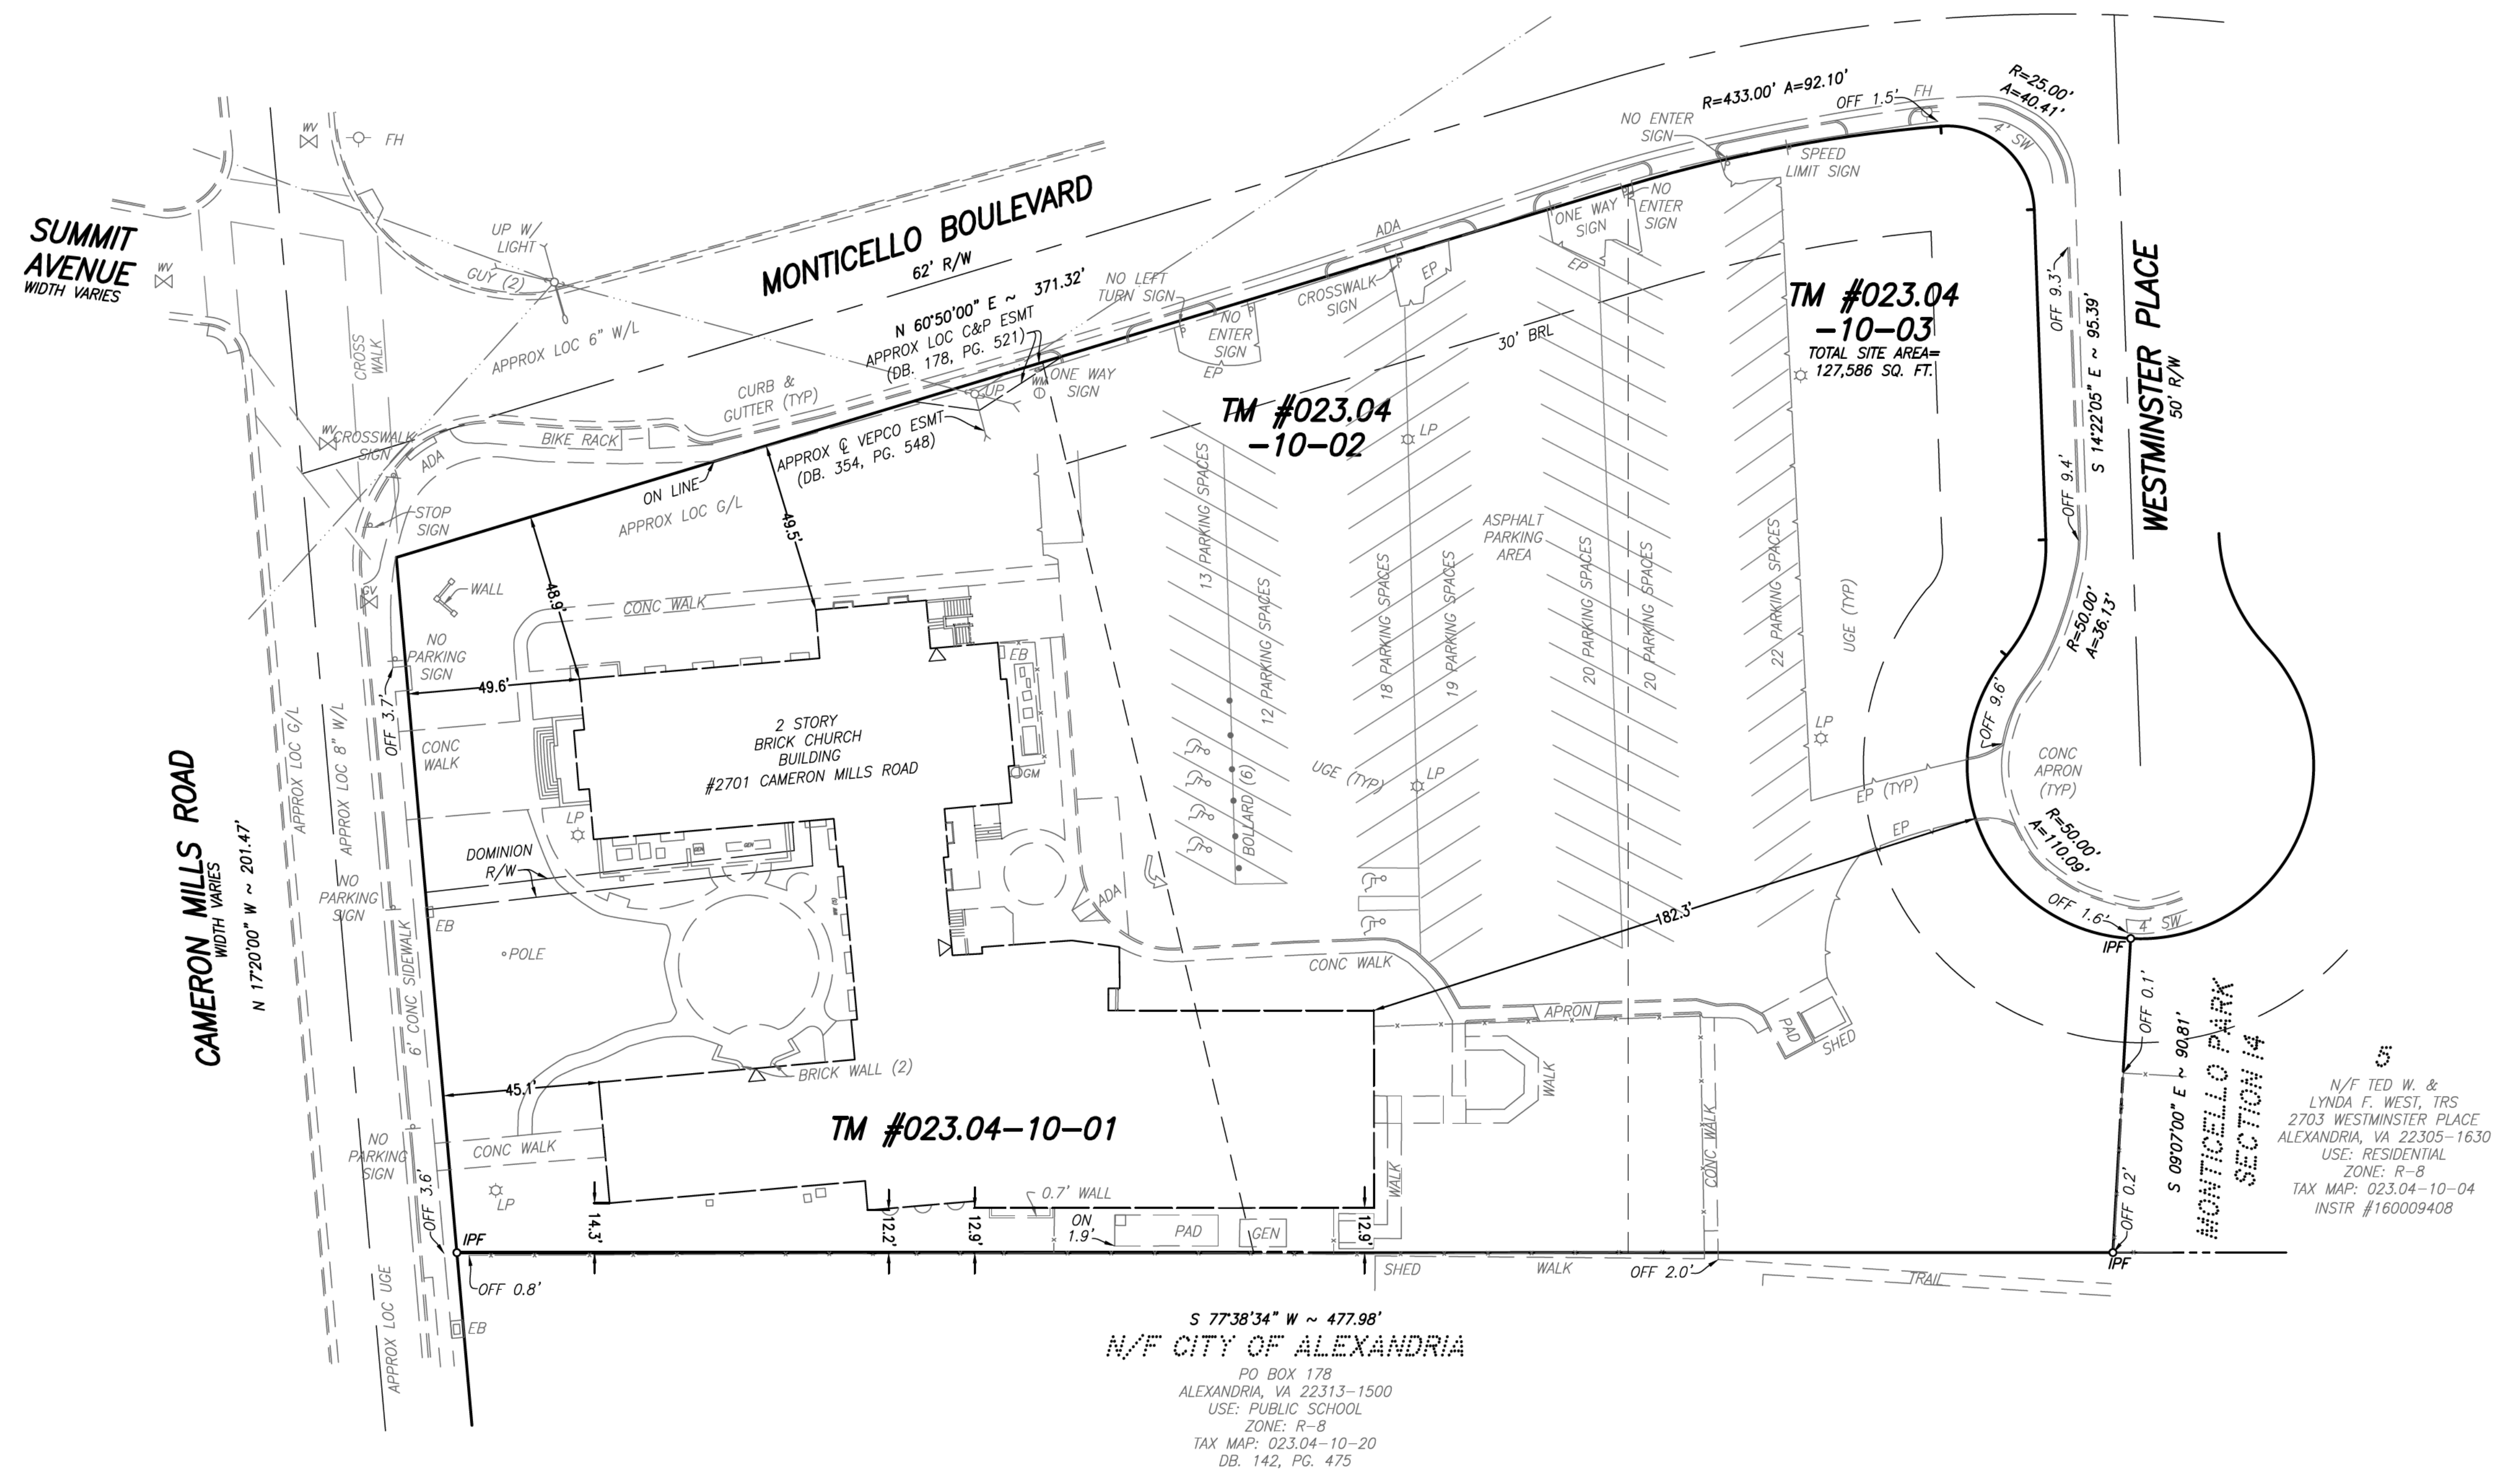 SUMMIT
AVENUE
WIDTH VARIES
WV
WV
FH
UP W/
LIGHT
GUY (2)
CROSS
WALK
APPROX LOC 6" W/L
MONTICELLO BOULEVARD
62' R/W
N 60°50'00" E ~ 371.32'
APPROX LOC C&P ESMT
(DB. 178, PG. 521)
NO LEFT
TURN SIGN
NO
ENTER
SIGN
EP
WM
ONE WAY
SIGN
UP
CURB &
GUTTER (TYP)
APPROX ℄ VEPCO ESMT
(DB. 354, PG. 548)
BIKE RACK
WV
CROSSWALK
SIGN
ADA
ON LINE
APPROX LOC G/L
STOP
SIGN
GV
WALL
NO
PARKING
SIGN
OFF 3.7'
48.9'
49.5'
49.6'
CONC WALK
CONC
WALK
ADA
CROSSWALK
SIGN
EP
ONE WAY
SIGN
EP
NO ENTER
SIGN
NO
ENTER
SIGN
SPEED
LIMIT SIGN
R=433.00' A=92.10'
OFF 1.5'
FH
R=25.00'
A=40.41'
4' SW
30' BRL
TM #023.04
-10-02
LP
TM #023.04
-10-03
TOTAL SITE AREA=
127,586 SQ. FT.
OFF 9.3'
S 14°22'05" E ~ 95.39'
OFF 9.4'
WESTMINSTER PLACE
50' R/W
13 PARKING SPACES
12 PARKING SPACES
18 PARKING SPACES
19 PARKING SPACES
ASPHALT
PARKING
AREA
20 PARKING SPACES
20 PARKING SPACES
22 PARKING SPACES
UGE (TYP)
R=50.00'
A=36.13'
OFF 9.6'
LP
EP (TYP)
EP
CONC
APRON
(TYP)
R=50.00'
A=110.09'
OFF 1.6'
4' SW
IPF
BOLLARD (6)
UGE (TYP)
LP
182.3'
2 STORY
BRICK CHURCH
BUILDING
#2701 CAMERON MILLS ROAD
EB
GM
LP
GEN
GEN
DOMINION
R/W
CAMERON MILLS ROAD
WIDTH VARIES
N 17°20'00" W ~ 201.47'
APPROX LOC G/L
APPROX LOC 8" W/L
NO
PARKING
SIGN
6' CONC SIDEWALK
EB
POLE
ADA
CONC WALK
APRON
PAD
SHED
WALK
BRICK WALL (2)
45.1'
TM #023.04-10-01
NO
PARKING
SIGN
CONC WALK
LP
OFF 3.6'
IPF
OFF 0.8'
EB
APPROX LOC UGE
14.3'
12.2'
12.9'
0.7' WALL
ON
1.9'
PAD
GEN
12.9'
WALK
CONC WALK
SHED
WALK
OFF 2.0'
TRAIL
OFF 0.1'
S 09°07'00" E ~ 90.81'
OFF 0.2'
IPF
MONTICELLO PARK
SECTION 14
5
N/F TED W. &
LYNDA F. WEST, TRS
2703 WESTMINSTER PLACE
ALEXANDRIA, VA 22305-1630
USE: RESIDENTIAL
ZONE: R-8
TAX MAP: 023.04-10-04
INSTR #160009408
S 77°38'34" W ~ 477.98'
N/F CITY OF ALEXANDRIA
PO BOX 178
ALEXANDRIA, VA 22313-1500
USE: PUBLIC SCHOOL
ZONE: R-8
TAX MAP: 023.04-10-20
DB. 142, PG. 475